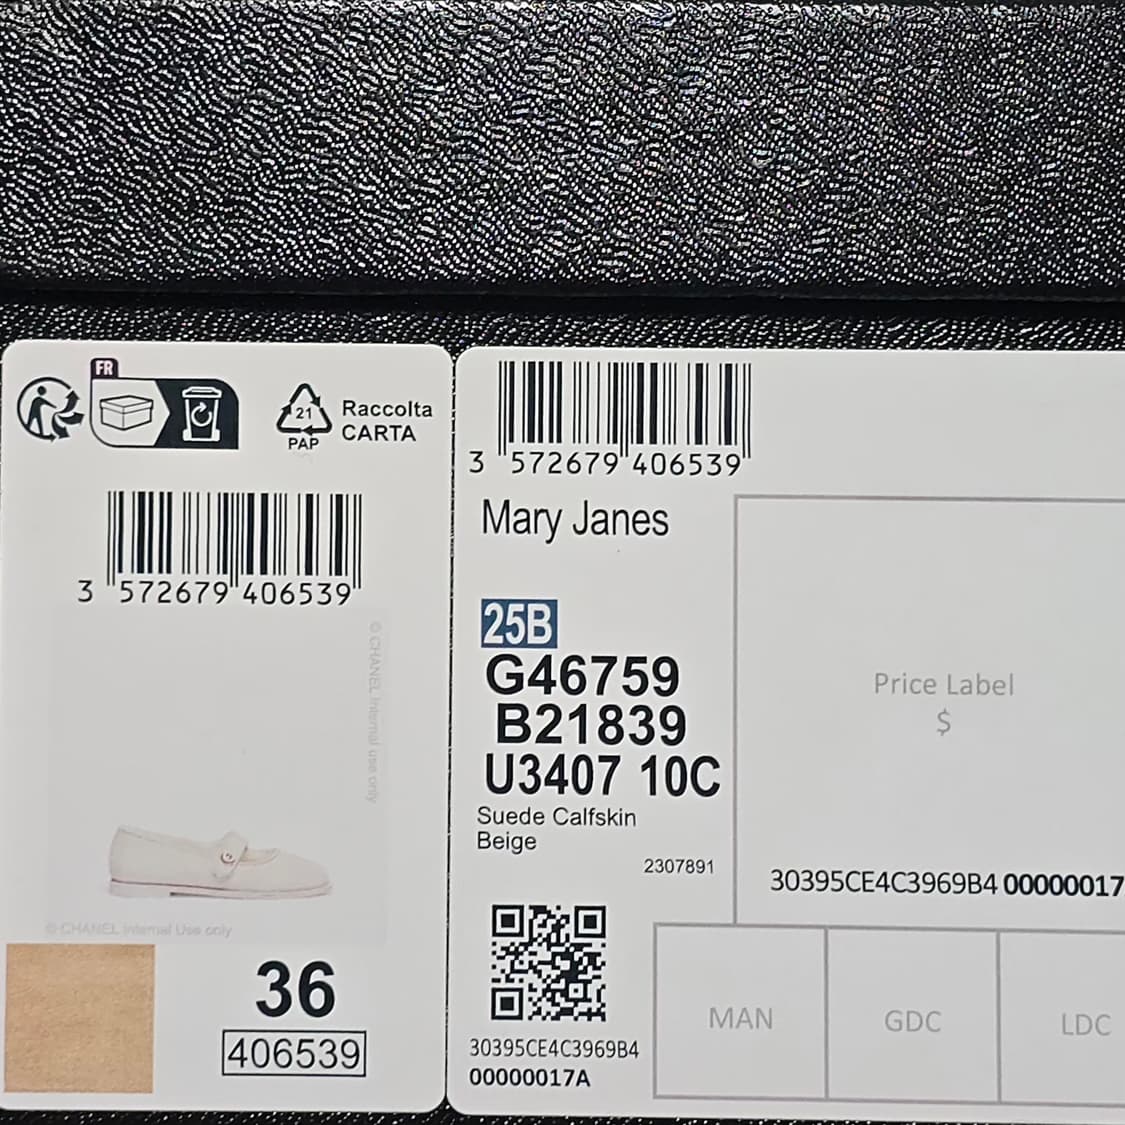 FR
21
PAP
Raccolta
CARTA
3 572679 406539
© CHANEL Internal use only
© CHANEL Internal Use only
36
406539
3 572679 406539
Mary Janes
25B
G46759
B21839
U3407 10C
Suede Calfskin
Beige
2307891
30395CE4C3969B4
00000017A
Price Label
$
30395CE4C3969B4 00000017
MAN
GDC
LDC